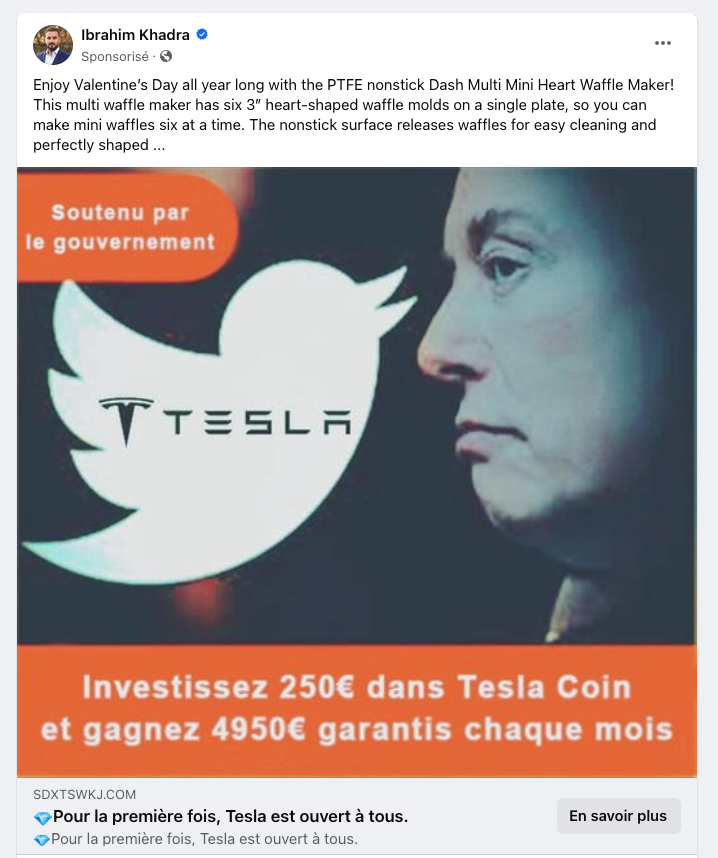 Ibrahim Khadra
Sponsorisé ·
Enjoy Valentine's Day all year long with the PTFE nonstick Dash Multi Mini Heart Waffle Maker!
This multi waffle maker has six 3″ heart-shaped waffle molds on a single plate, so you can
make mini waffles six at a time. The nonstick surface releases waffles for easy cleaning and
perfectly shaped ...
Soutenu par
le gouvernement
TESLA
Investissez 250€ dans Tesla Coin
et gagnez 4950€ garantis chaque mois
SDXTSWKJ.COM
💎Pour la première fois, Tesla est ouvert à tous.
💎Pour la première fois, Tesla est ouvert à tous.
En savoir plus